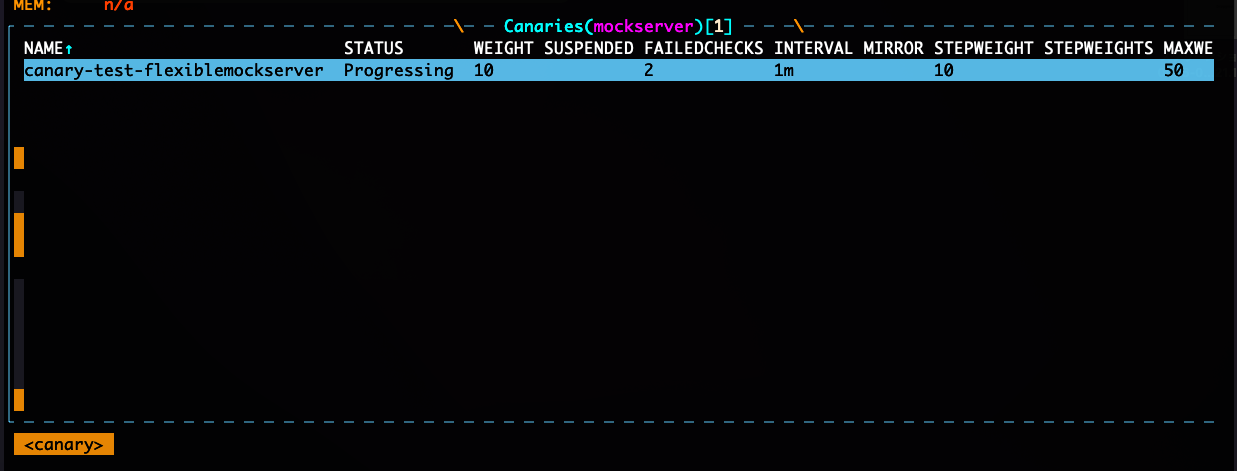 MEM: n/a
Canaries(mockserver)[1]
NAME↑ STATUS WEIGHT SUSPENDED FAILEDCHECKS INTERVAL MIRROR STEPWEIGHT STEPWEIGHTS MAXWE
canary-test-flexiblemockserver Progressing 10 2 1m 10 50
<canary>